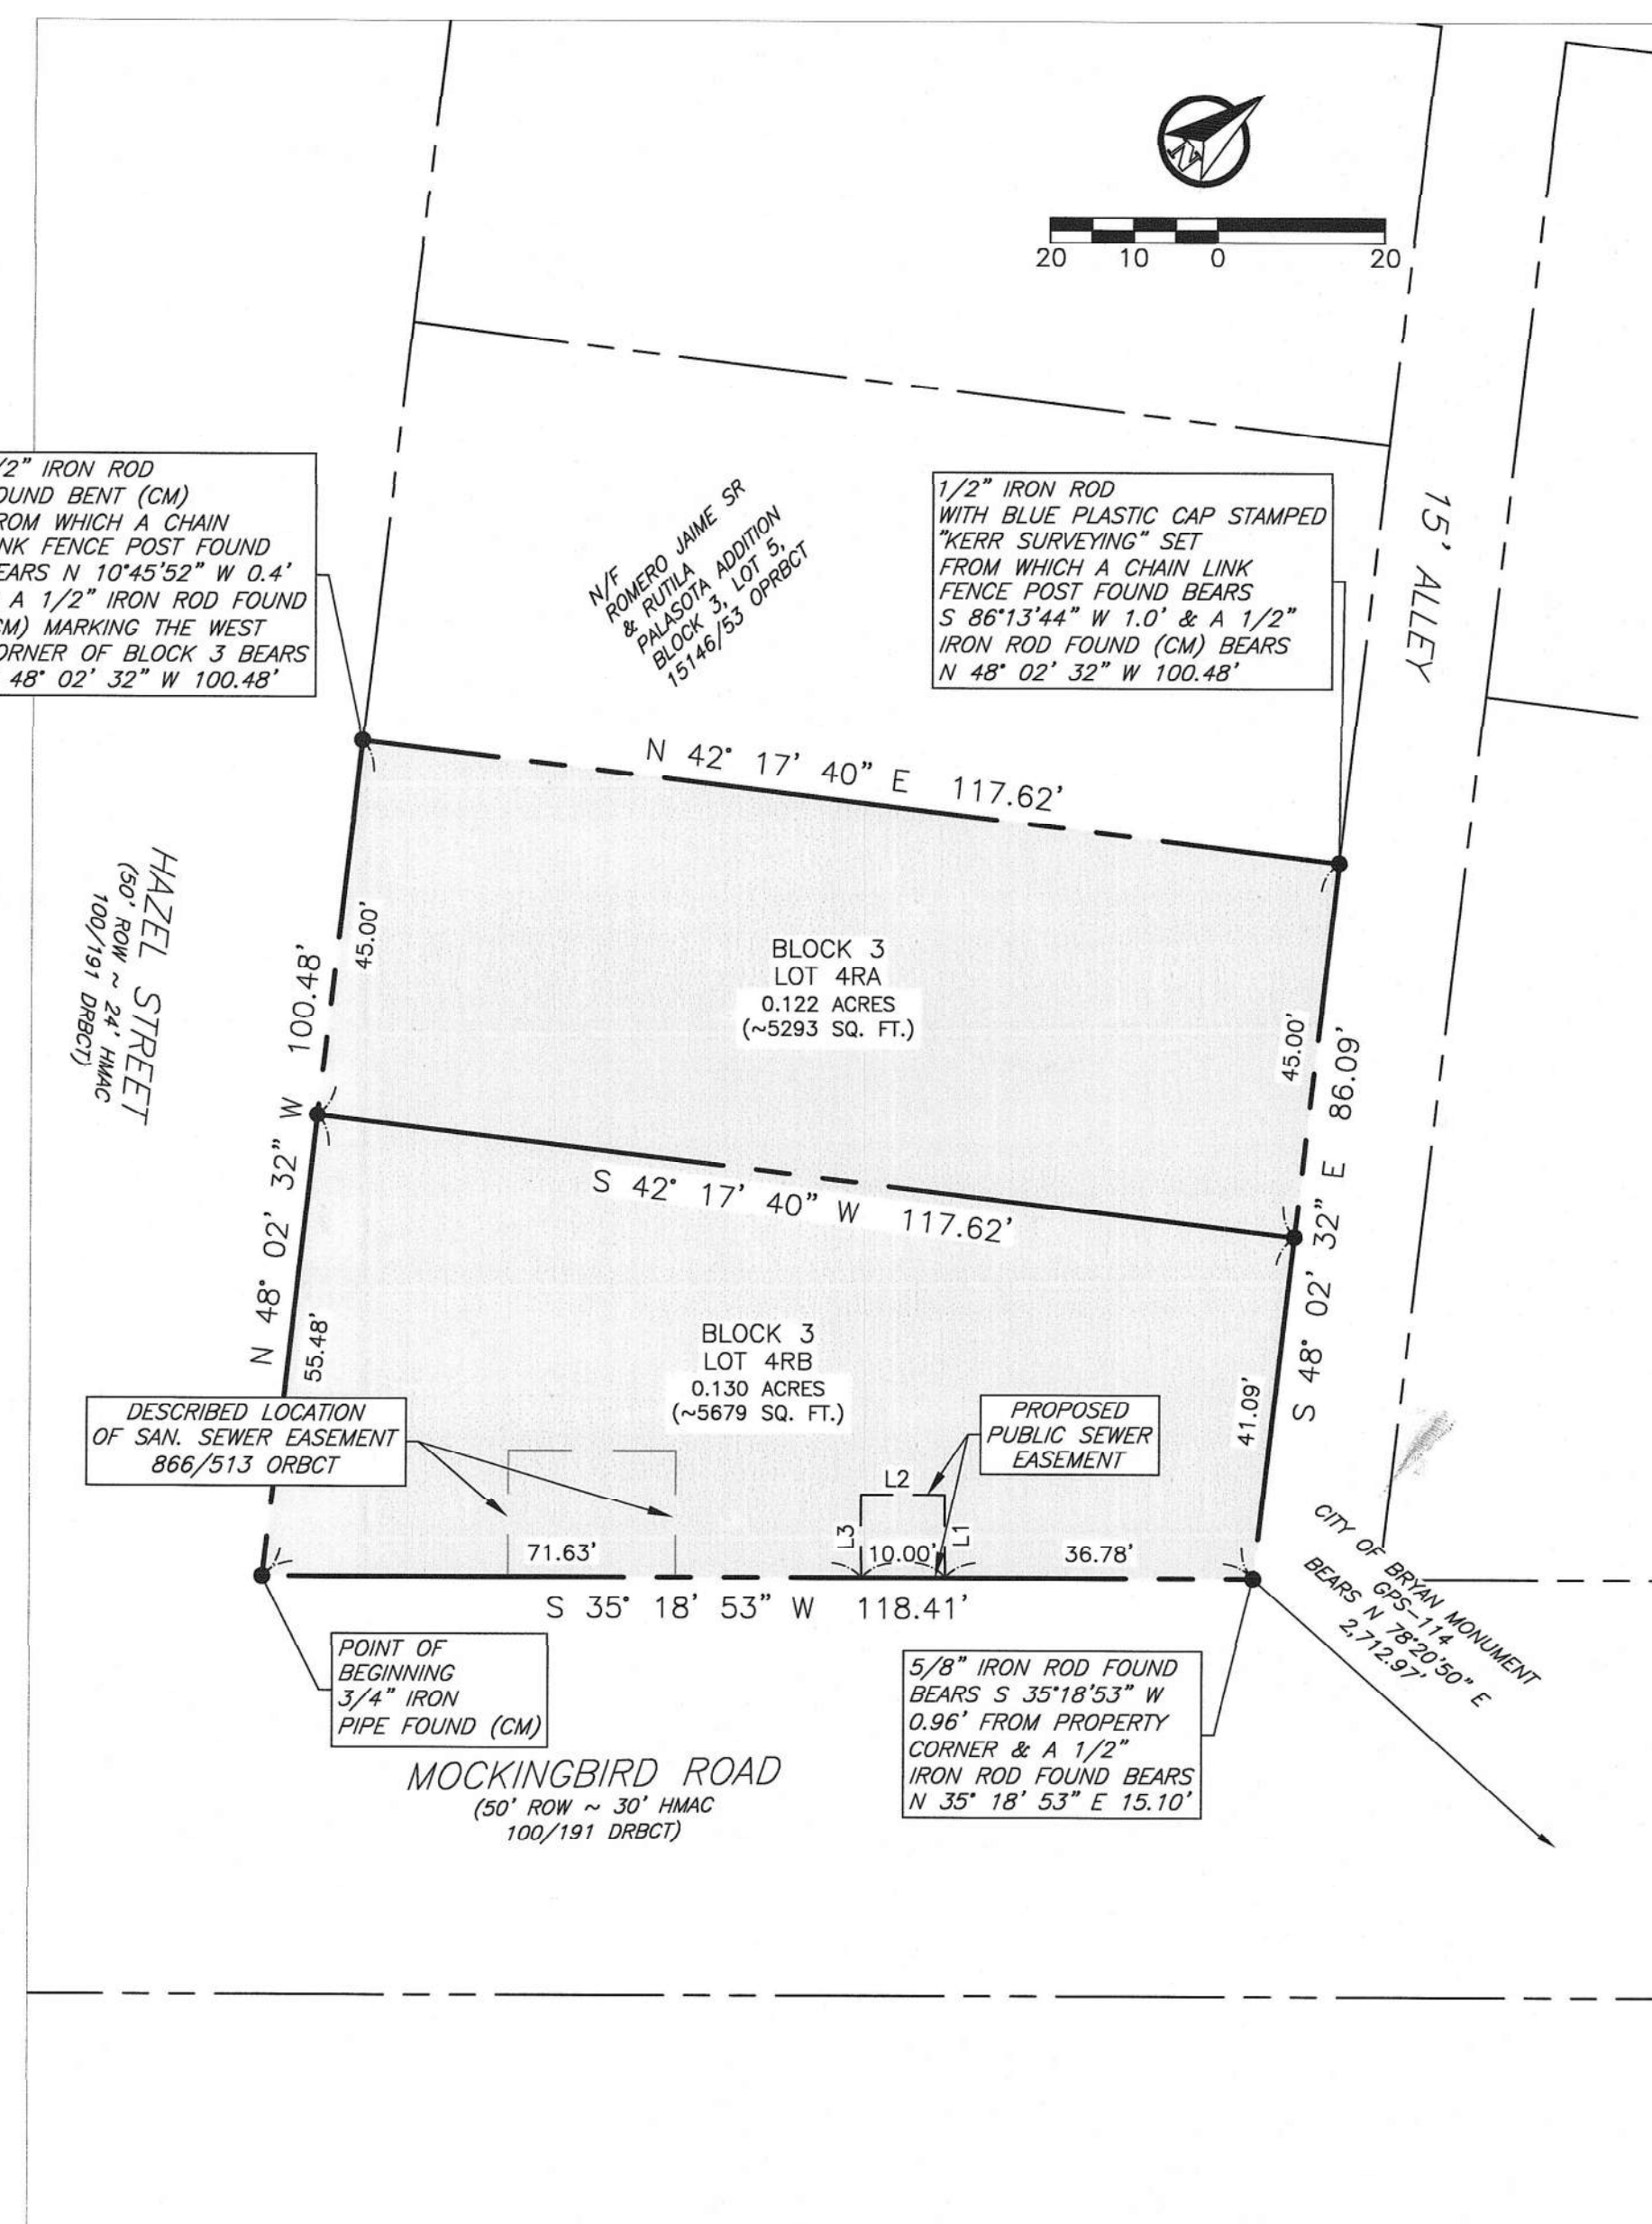 N
20 10 0 20
/2" IRON ROD
OUND BENT (CM)
ROM WHICH A CHAIN
NK FENCE POST FOUND
EARS N 10°45'52" W 0.4'
A 1/2" IRON ROD FOUND
CM) MARKING THE WEST
ORNER OF BLOCK 3 BEARS
48° 02' 32" W 100.48'
N/F
ROMERO JAIME SR
& RUTILA
PALASOTA ADDITION
BLOCK 3, LOT 5,
15146/53 OPRBCT
1/2" IRON ROD
WITH BLUE PLASTIC CAP STAMPED
"KERR SURVEYING" SET
FROM WHICH A CHAIN LINK
FENCE POST FOUND BEARS
S 86°13'44" W 1.0' & A 1/2"
IRON ROD FOUND (CM) BEARS
N 48° 02' 32" W 100.48'
15' ALLEY
N 42° 17' 40" E 117.62'
HAZEL STREET
(50' ROW ~ 24' HMAC
100/191 DRBCT)
N 48° 02' 32" W 100.48'
45.00'
BLOCK 3
LOT 4RA
0.122 ACRES
(~5293 SQ. FT.)
45.00'
S 48° 02' 32" E 86.09'
S 42° 17' 40" W 117.62'
55.48'
BLOCK 3
LOT 4RB
0.130 ACRES
(~5679 SQ. FT.)
41.09'
DESCRIBED LOCATION
OF SAN. SEWER EASEMENT
866/513 ORBCT
PROPOSED
PUBLIC SEWER
EASEMENT
L2
L3
L1
71.63'
10.00'
36.78'
S 35° 18' 53" W 118.41'
CITY OF BRYAN MONUMENT
GPS-114
BEARS N 78°20'50" E
2,712.97'
POINT OF
BEGINNING
3/4" IRON
PIPE FOUND (CM)
5/8" IRON ROD FOUND
BEARS S 35°18'53" W
0.96' FROM PROPERTY
CORNER & A 1/2"
IRON ROD FOUND BEARS
N 35° 18' 53" E 15.10'
MOCKINGBIRD ROAD
(50' ROW ~ 30' HMAC
100/191 DRBCT)